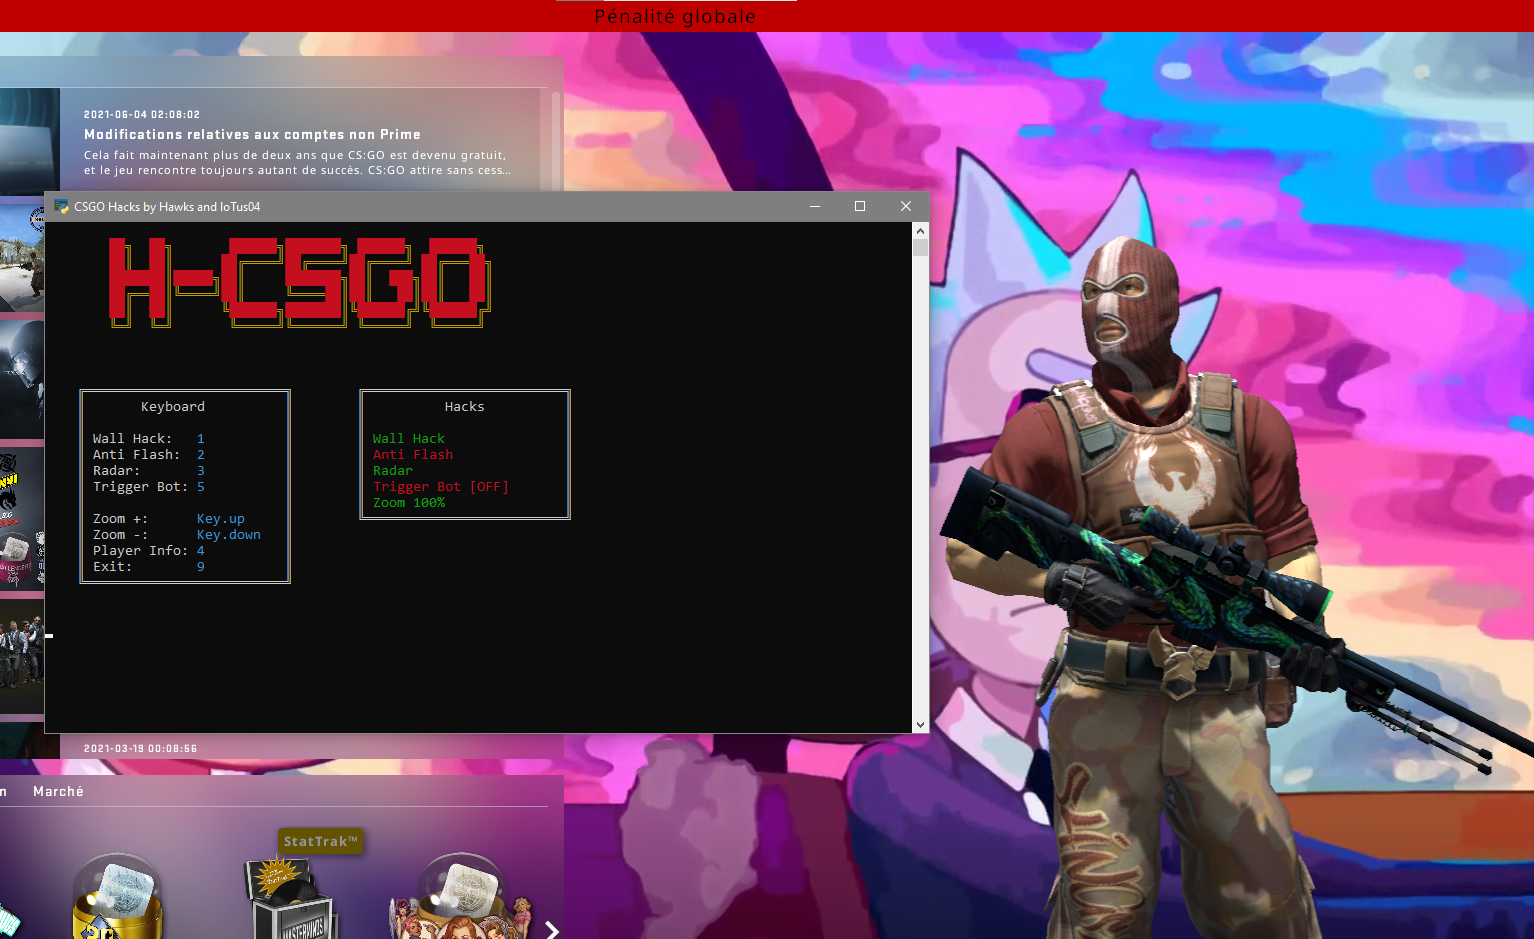 Pénalité globale
2021-06-04 02:08:02
Modifications relatives aux comptes non Prime
Cela fait maintenant plus de deux ans que CS:GO est devenu gratuit,
et le jeu rencontre toujours autant de succès. CS:GO attire sans cess...
CSGO Hacks by Hawks and loTus04
H-CSGO
Keyboard
Wall Hack: 1
Anti Flash: 2
Radar: 3
Trigger Bot: 5
Zoom +: Key.up
Zoom -: Key.down
Player Info: 4
Exit: 9
Hacks
Wall Hack
Anti Flash
Radar
Trigger Bot [OFF]
Zoom 100%
2021-03-19 00:08:56
n Marché
StatTrak™
MASTERMINDS